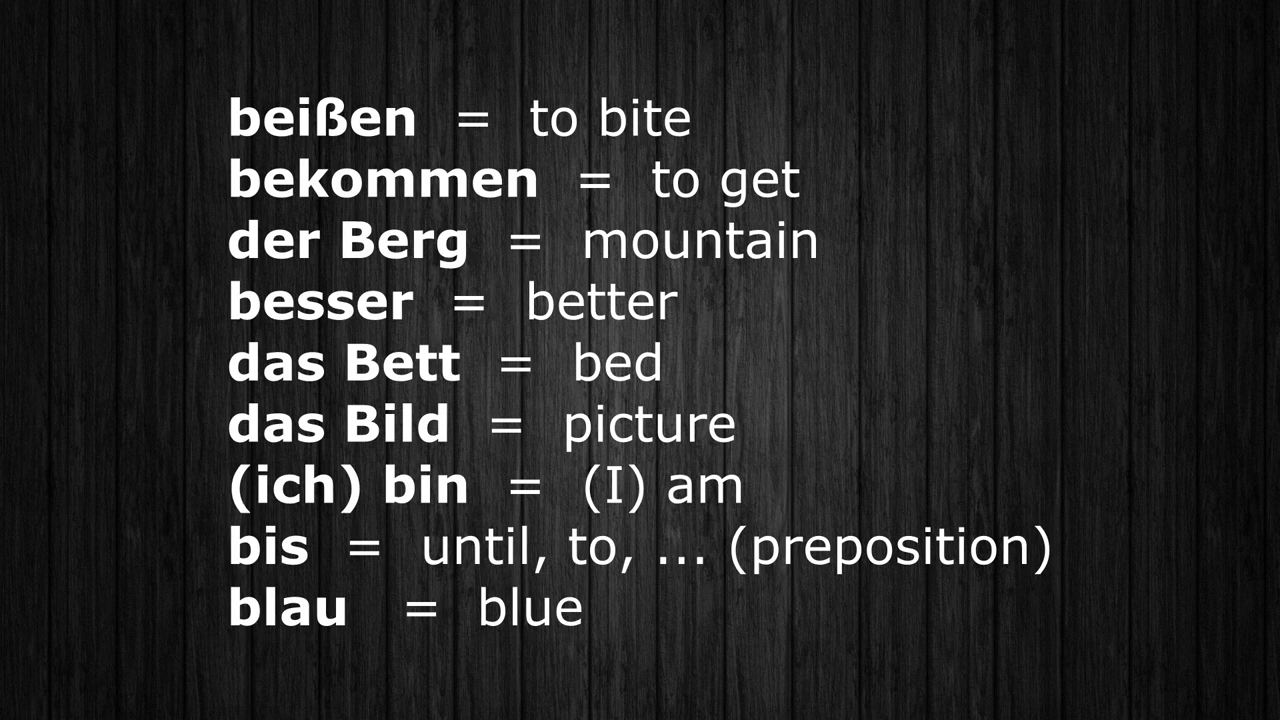 beißen = to bite
bekommen = to get
der Berg = mountain
besser = better
das Bett = bed
das Bild = picture
(ich) bin = (I) am
bis = until, to, ... (preposition)
blau = blue